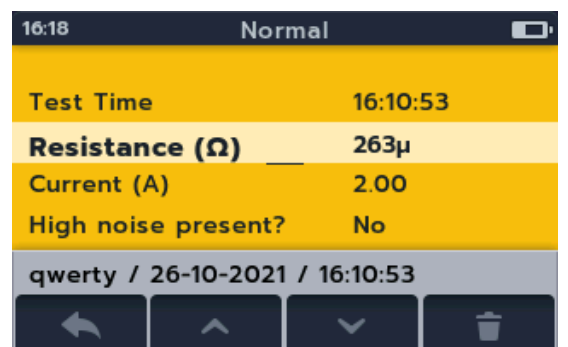 16:18 Normal
Test Time 16:10:53
Resistance (Ω) 263µ
Current (A) 2.00
High noise present? No
qwerty / 26-10-2021 / 16:10:53